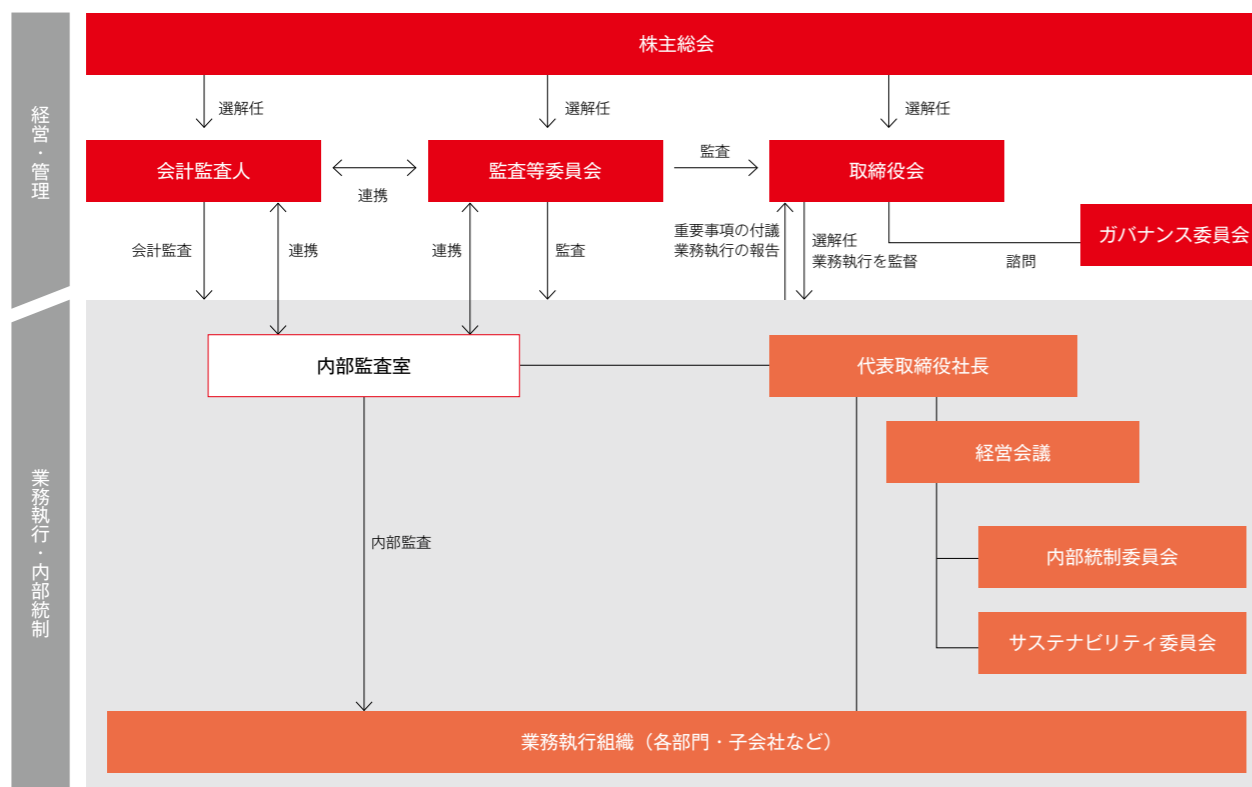 株主総会
経営・管理
選解任
選解任
選解任
会計監査人
連携
監査等委員会
監査
取締役会
ガバナンス委員会
会計監査
連携
連携
監査
重要事項の付議
業務執行の報告
選解任
業務執行を監督
諮問
業務執行・内部統制
内部監査室
代表取締役社長
経営会議
内部監査
内部統制委員会
サステナビリティ委員会
業務執行組織（各部門・子会社など）